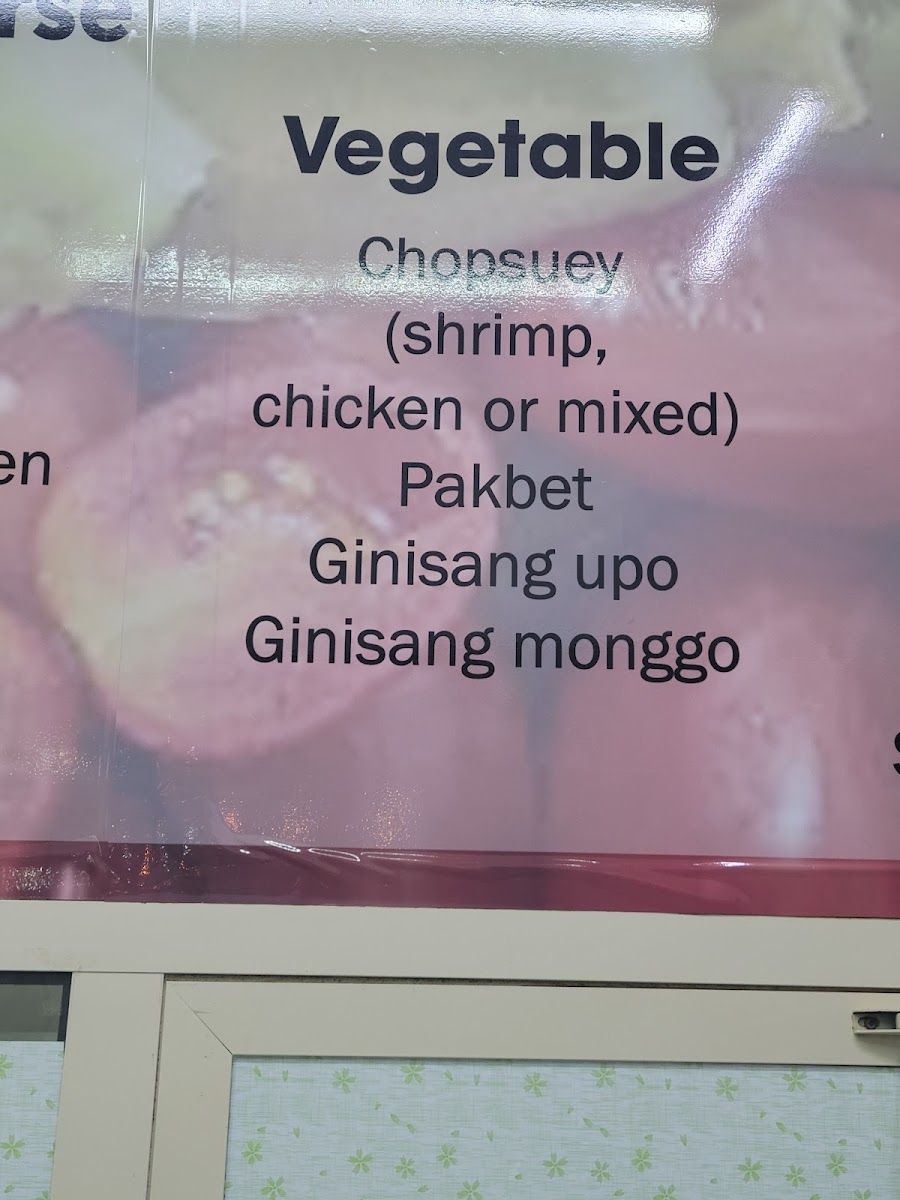 Vegetable
Chopsuey
(shrimp,
chicken or mixed)
Pakbet
Ginisang upo
Ginisang monggo